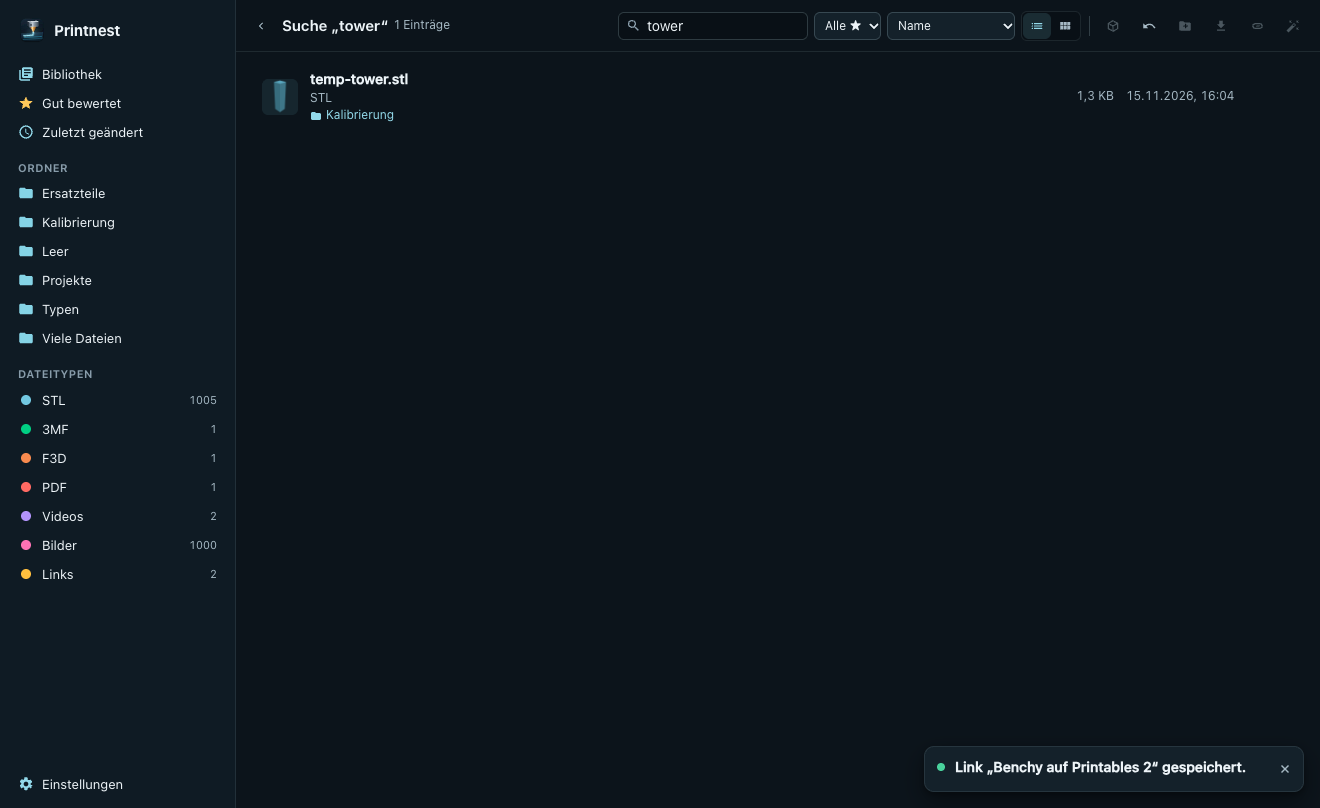 Printnest
Bibliothek
Gut bewertet
Zuletzt geändert
ORDNER
Ersatzteile
Kalibrierung
Leer
Projekte
Typen
Viele Dateien
DATEITYPEN
STL 1005
3MF 1
F3D 1
PDF 1
Videos 2
Bilder 1000
Links 2
Einstellungen
Suche „tower“ 1 Einträge
tower
Alle ★
Name
temp-tower.stl
STL
Kalibrierung
1,3 KB 15.11.2026, 16:04
Link „Benchy auf Printables 2“ gespeichert.